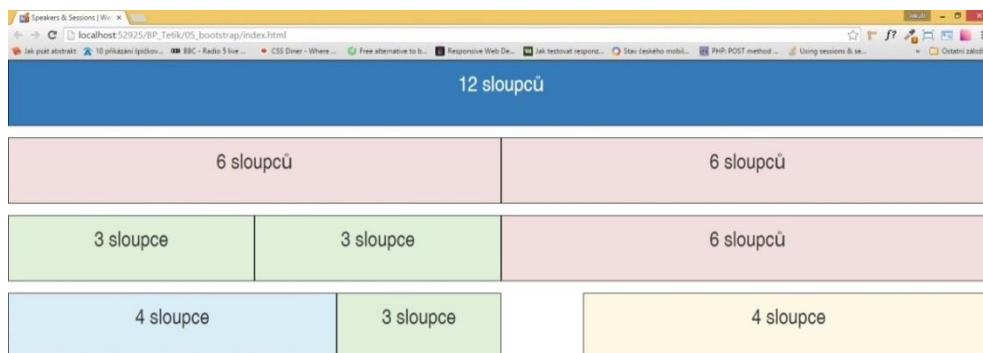 Speakers & Sessions | We
Jakub
localhost:52925/BP_Tetik/05_bootstrap/index.html
Jak psát abstrakt 10 přikázání špičkov... BBC - Radio 5 live ... CSS Diner - Where ... Free alternative to b... Responsive Web De... Jak testovat respons... Stav českého mobil... PHP: POST method ... Using sessions & se... » Ostatní zálož
12 sloupců
6 sloupců 6 sloupců
3 sloupce 3 sloupce 6 sloupců
4 sloupce 3 sloupce 4 sloupce